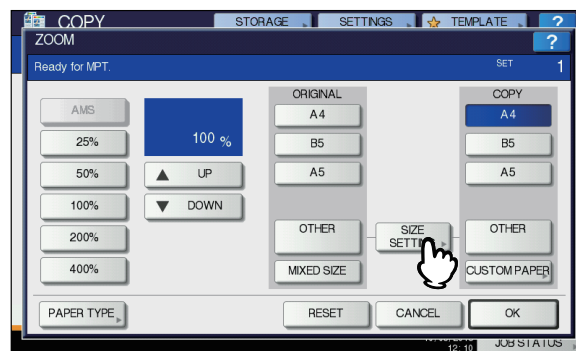 COPY STORAGE SETTINGS TEMPLATE ?
ZOOM ?
Ready for MPT. SET 1
ORIGINAL COPY
AMS A4 A4
25% 100 % B5 B5
50% UP A5 A5
100% DOWN
200% OTHER SIZE OTHER
SETTING
400% MIXED SIZE CUSTOM PAPER
PAPER TYPE RESET CANCEL OK
12:10 JOB STATUS